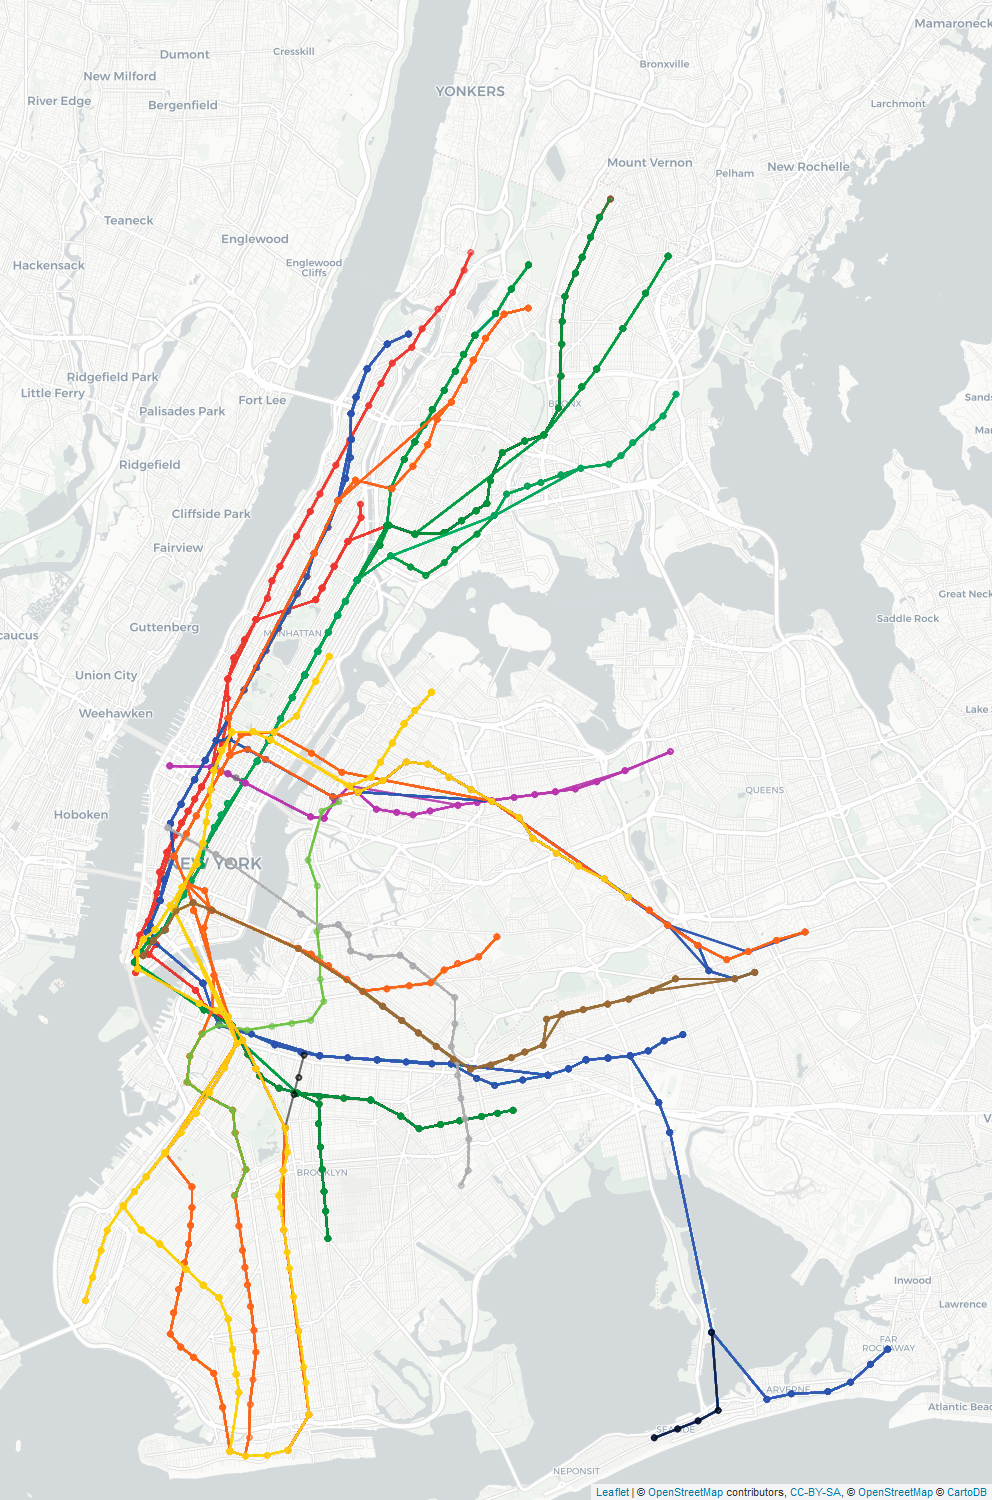 Mamaroneck
Cresskill
Dumont
New Milford
Bronxville
River Edge
Bergenfield
YONKERS
Larchmont
Mount Vernon
New Rochelle
Pelham
Teaneck
Englewood
Hackensack
Englewood
Cliffs
Ridgefield Park
Little Ferry
Fort Lee
Sands
Palisades Park
BRONX
Mar
Ridgefield
Cliffside Park
Fairview
Great Neck
Saddle Rock
Guttenberg
caucus
MANHATTAN
Union City
Lake S
Weehawken
QUEENS
Hoboken
NEW YORK
V
BROOKLYN
Inwood
Lawrence
FAR
ROCKAWAY
ARVERNE
Atlantic Beac
SEASIDE
NEPONSIT
Leaflet | © OpenStreetMap contributors, CC-BY-SA, © OpenStreetMap © CartoDB